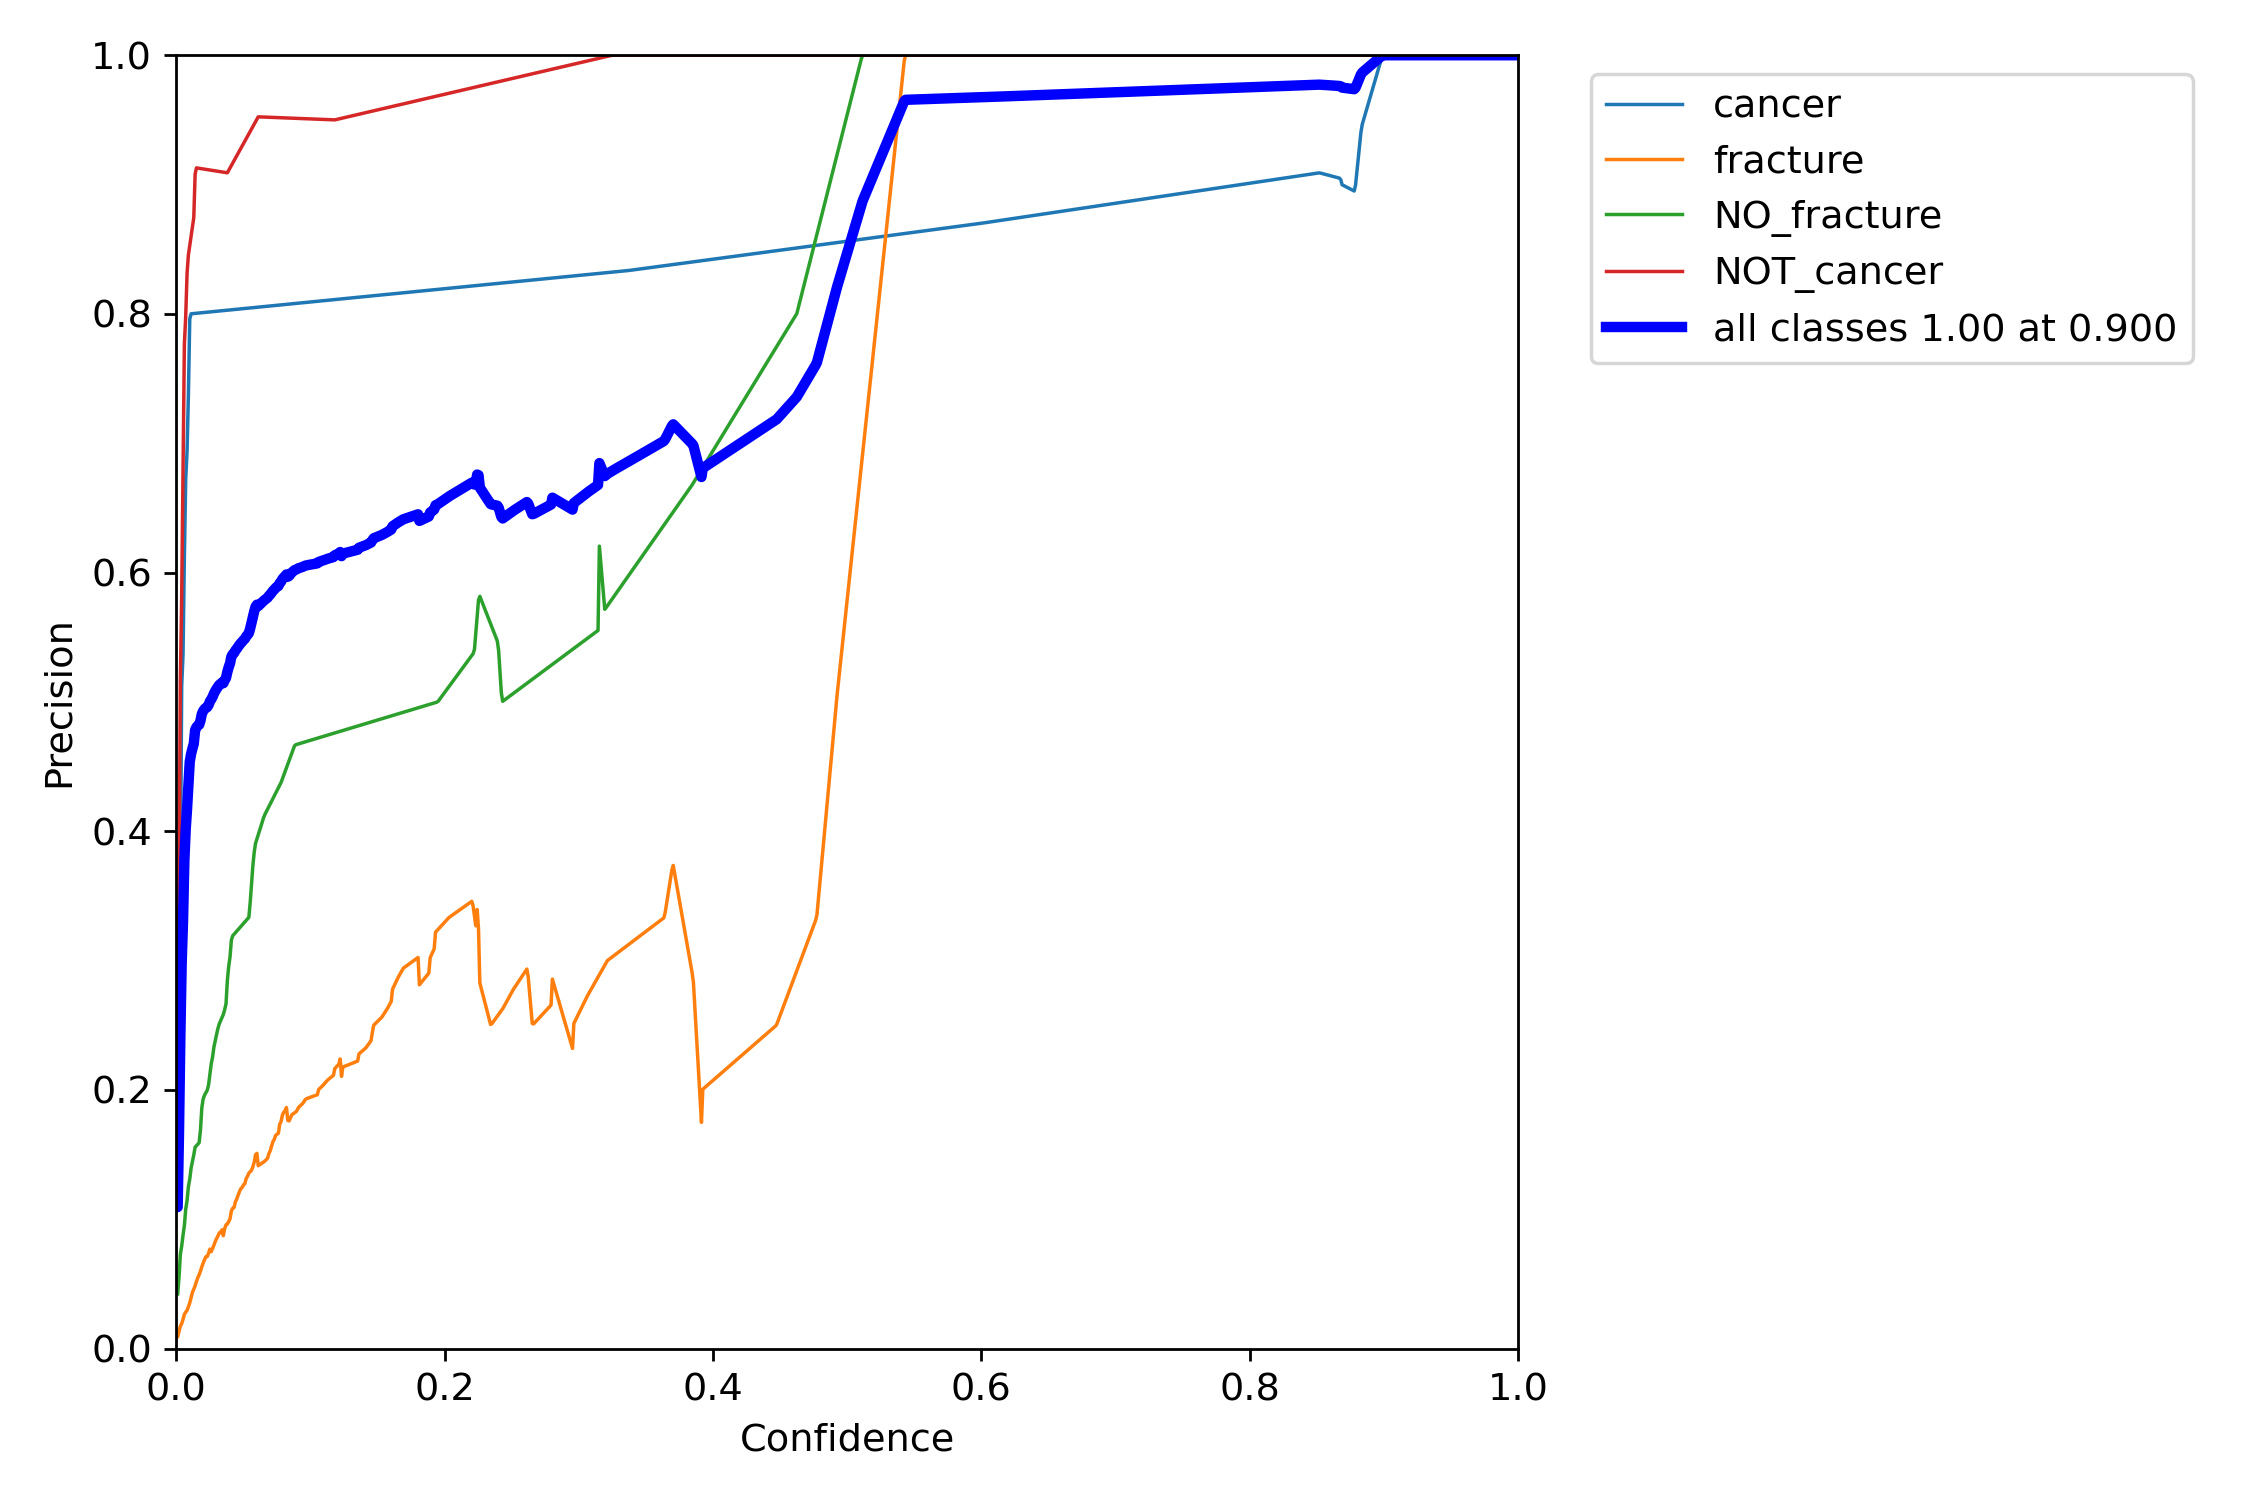 1.0
0.8
0.6
0.4
0.2
0.0
Precision
0.0 0.2 0.4 0.6 0.8 1.0
Confidence
cancer
fracture
NO_fracture
NOT_cancer
all classes 1.00 at 0.900